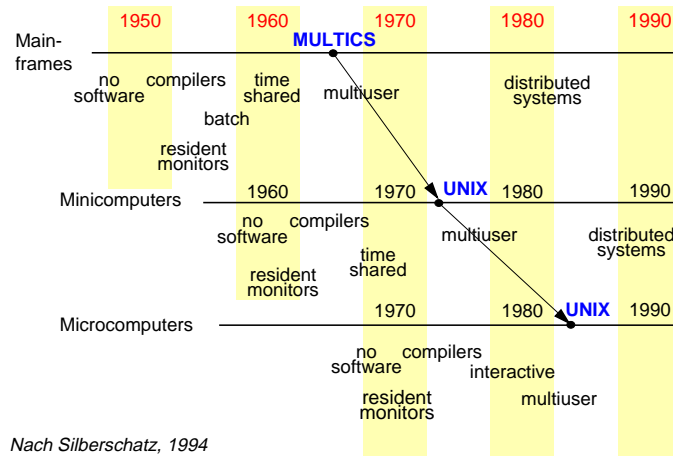 1950 1960 1970 1980 1990
Main-
frames
MULTICS
no
software
compilers
time
shared
multiuser
distributed
systems
batch
resident
monitors
Minicomputers
1960 1970 UNIX 1980 1990
no
software
compilers
multiuser
distributed
systems
time
shared
resident
monitors
Microcomputers
1970 1980 UNIX 1990
no
software
compilers
interactive
resident
monitors
multiuser
Nach Silberschatz, 1994